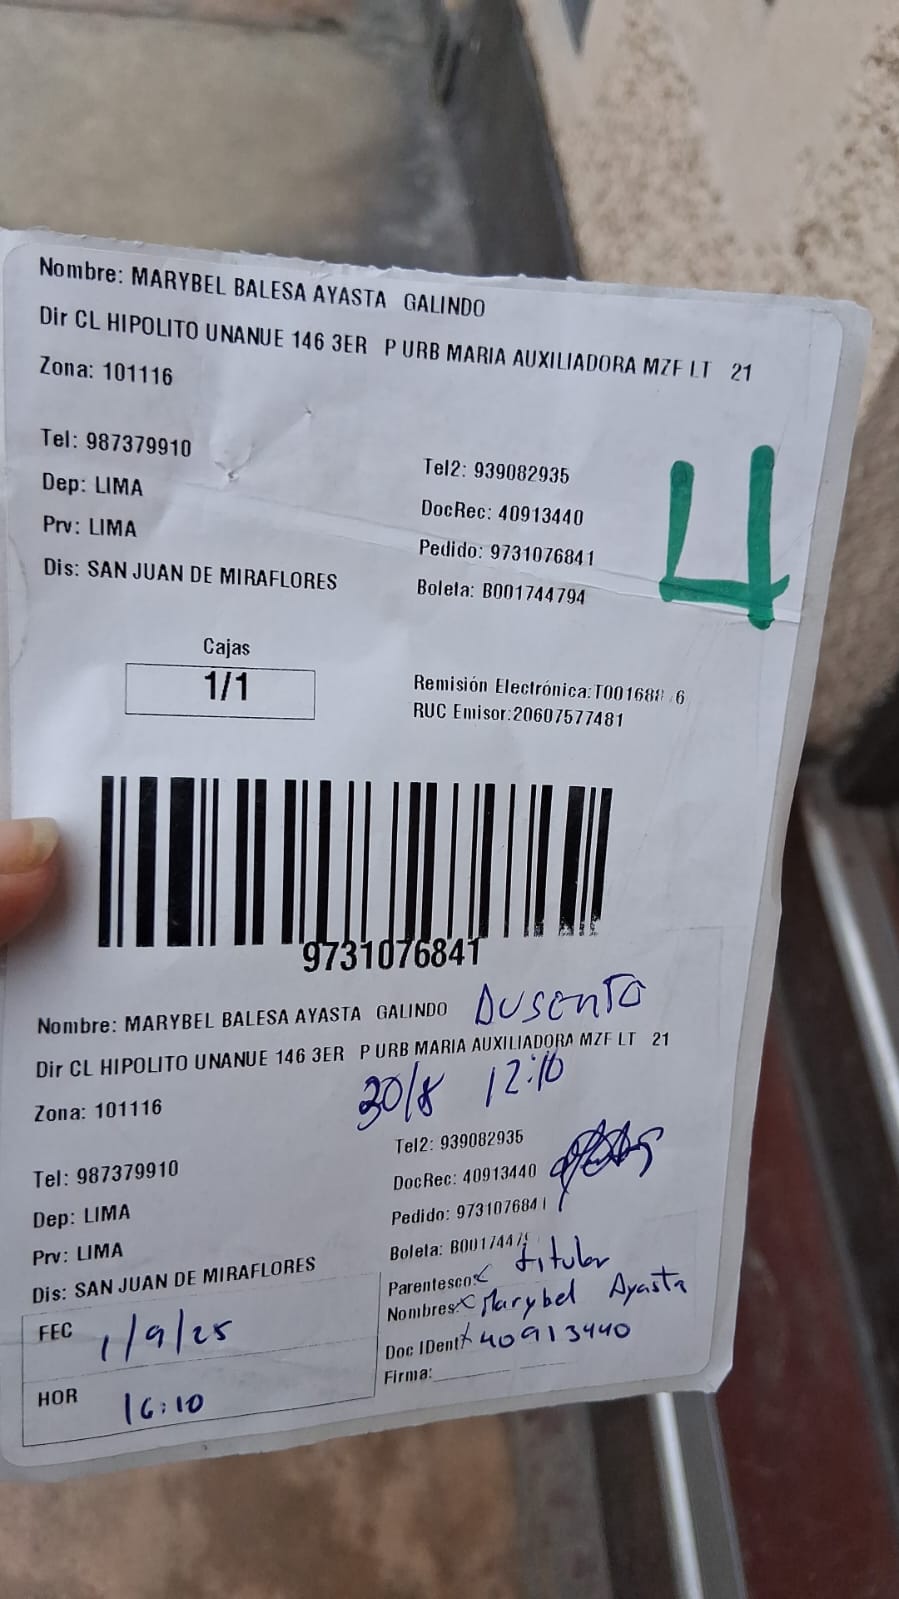 Nombre: MARYBEL BALESA AYASTA GALINDO
Dir CL HIPOLITO UNANUE 146 3ER P URB MARIA AUXILIADORA MZF LT 21
Zona: 101116
Tel: 987379910
Tel2: 939082935
Dep: LIMA
DocRec: 40913440
Prv: LIMA
Pedido: 9731076841
Dis: SAN JUAN DE MIRAFLORES
Boleta: B001744794
4
Cajas
1/1
Remisión Electrónica:
RUC Emisor:20607577481
9731076841
Nombre: MARYBEL BALESA AYASTA GALINDO Ausente
Dir CL HIPOLITO UNANUE 146 3ER P URB MARIA AUXILIADORA MZF LT 21
30/8 12:10
Zona: 101116
Tel2: 939082935
Tel: 987379910
DocRec: 40913440
Dep: LIMA
Pedido: 9731076841
Prv: LIMA
Boleta:
Dis: SAN JUAN DE MIRAFLORES
Parentesco: titular
Nombres: Marybel Ayasta
Doc IDent: 40913440
Firma:
FEC 1/9/25
HOR 16:10